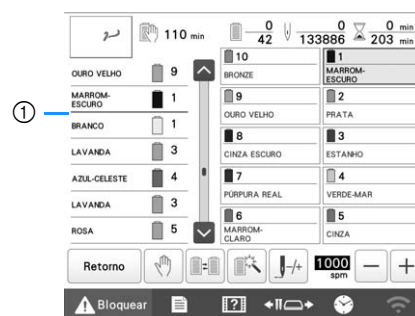 110 min
0
42
0
133886
0 min
203 min
OURO VELHO 9
MARROM-
ESCURO 1
BRANCO 1
LAVANDA 3
AZUL-CELESTE 4
LAVANDA 3
ROSA 5
10
BRONZE
1
MARROM-
ESCURO
9
OURO VELHO
2
PRATA
8
CINZA ESCURO
3
ESTANHO
7
PÚRPURA REAL
4
VERDE-MAR
6
MARROM-
CLARO
5
CINZA
1
Retorno
-/+
1000
spm
− +
Bloquear
?